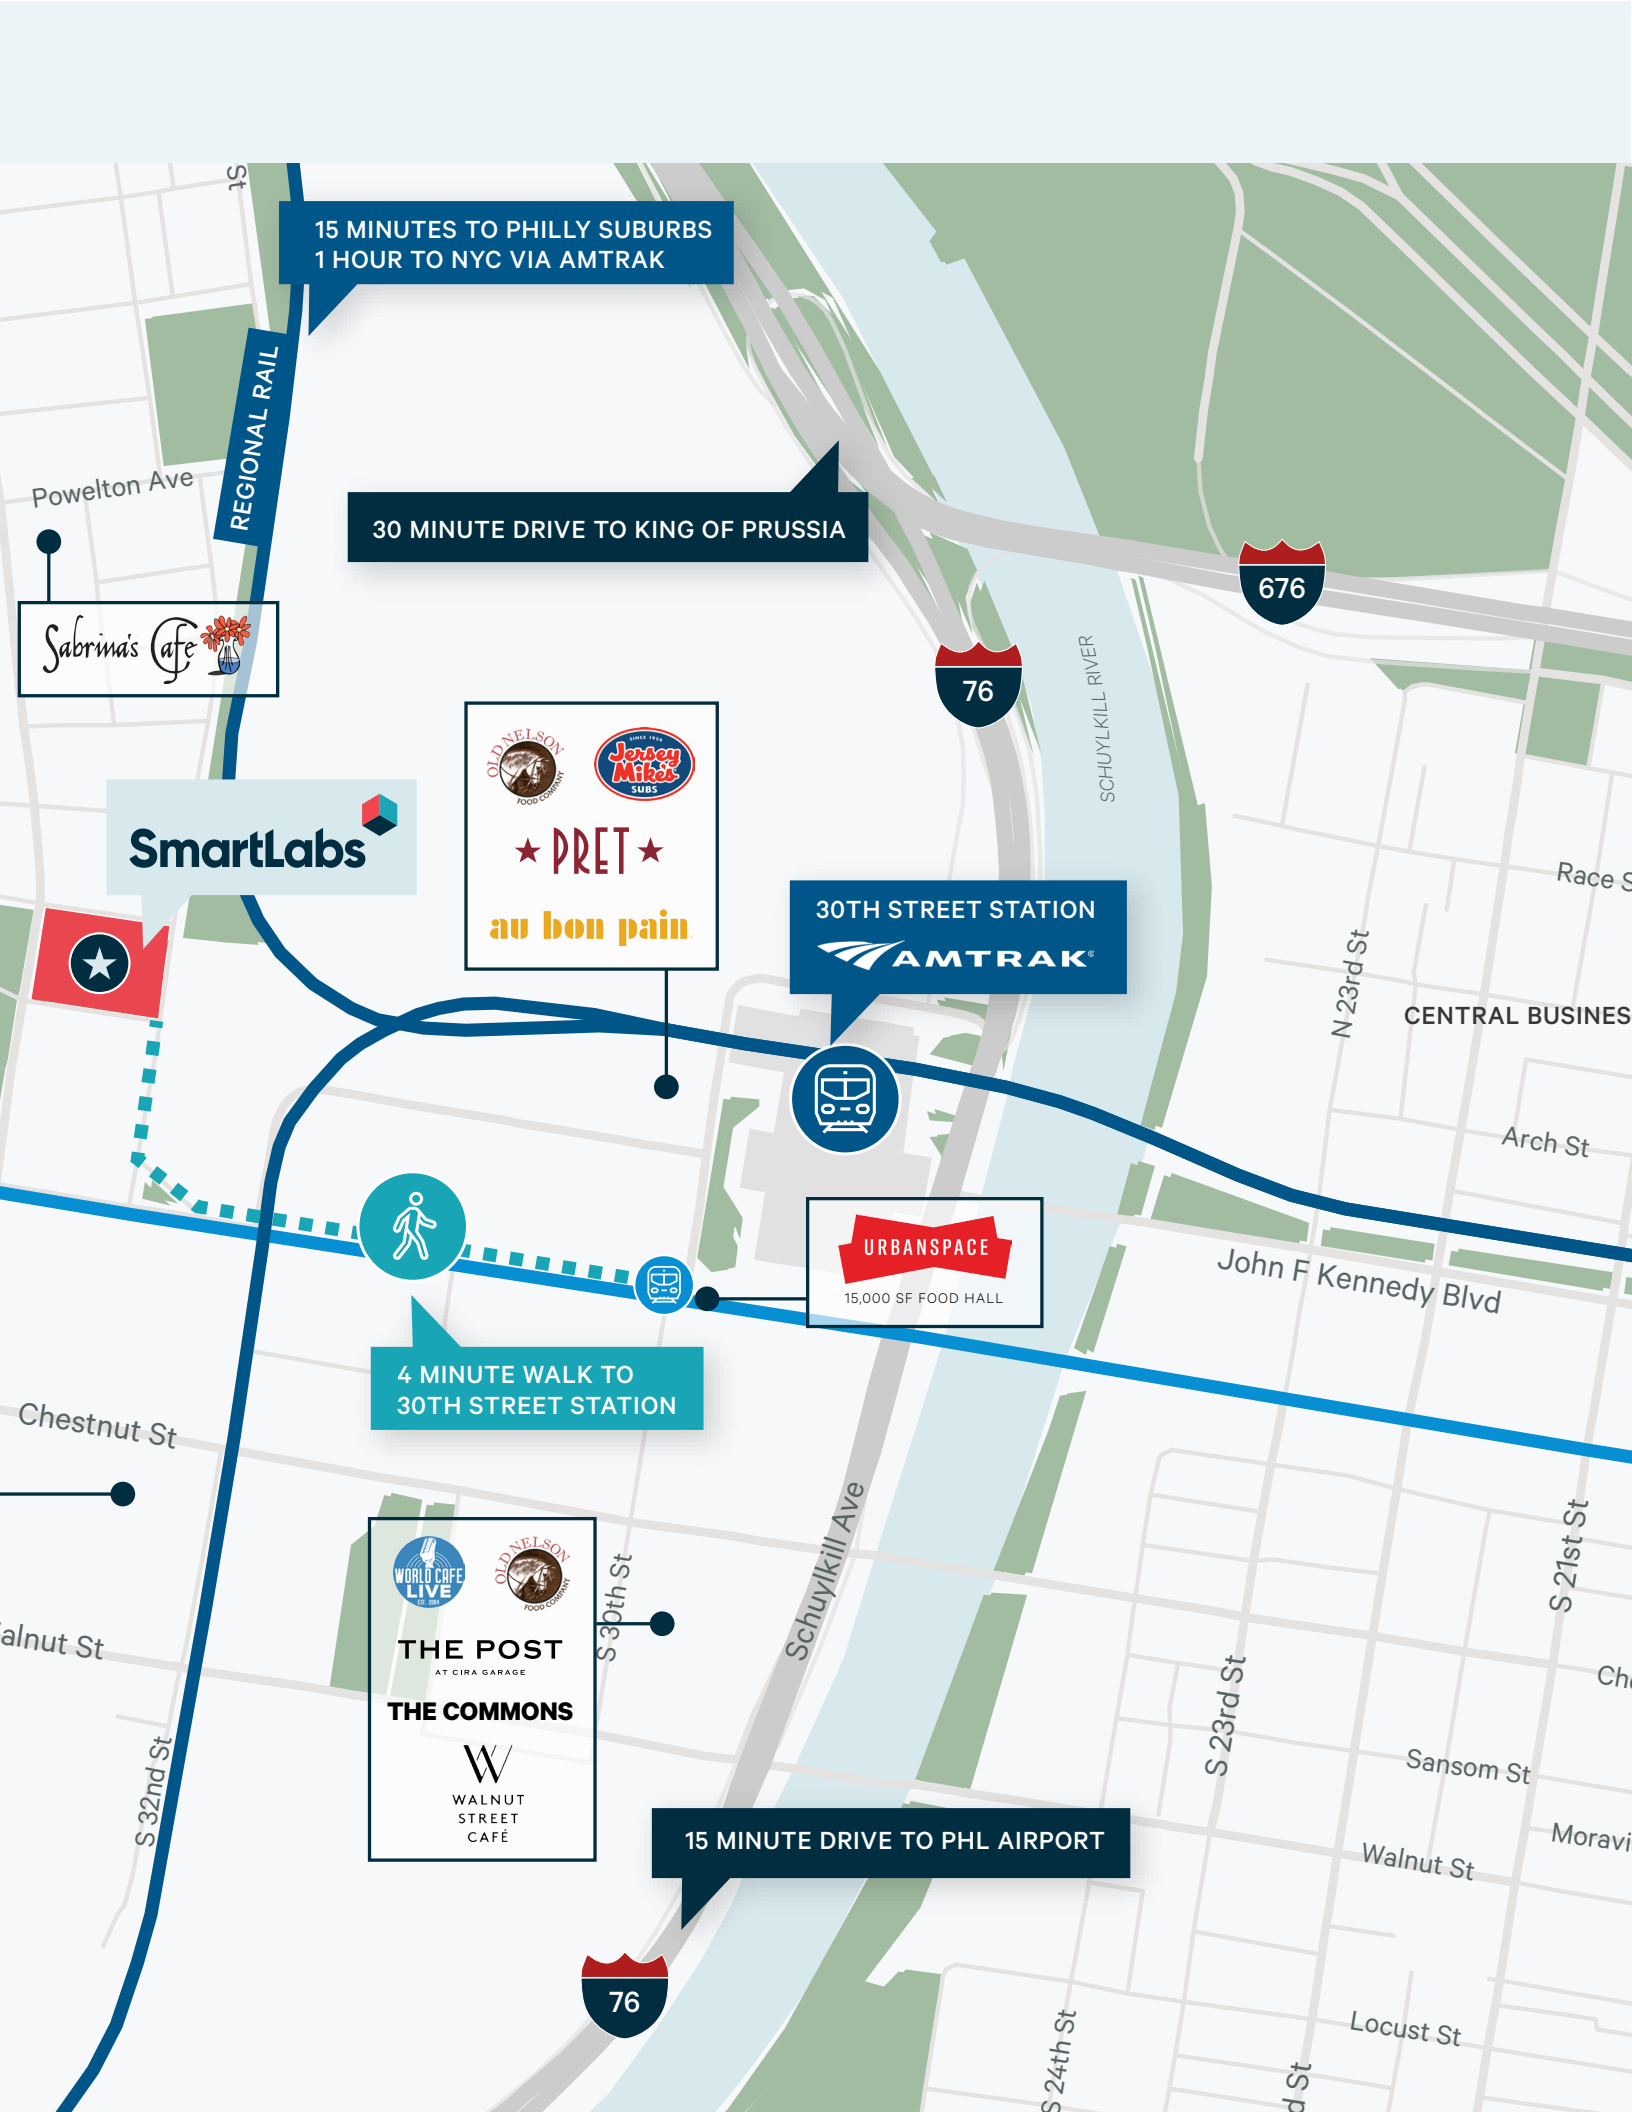 St
15 MINUTES TO PHILLY SUBURBS
1 HOUR TO NYC VIA AMTRAK
REGIONAL RAIL
Powelton Ave
30 MINUTE DRIVE TO KING OF PRUSSIA
676
Sabrina's Cafe
76
SCHUYLKILL RIVER
OLD NELSON
FOOD COMPANY
SINCE 1956
Jersey
Mike's
SUBS
PRET
au bon pain
SmartLabs
Race S
30TH STREET STATION
AMTRAK
N 23rd St
CENTRAL BUSINES
Arch St
URBANSPACE
15,000 SF FOOD HALL
John F Kennedy Blvd
4 MINUTE WALK TO
30TH STREET STATION
Chestnut St
Schuylkill Ave
S 21st St
WORLD CAFE
LIVE
EST. 2004
OLD NELSON
FOOD COMPANY
S 30th St
THE POST
AT CIRA GARAGE
THE COMMONS
W
WALNUT
STREET
CAFÉ
alnut St
S 32nd St
S 23rd St
Che
Sansom St
15 MINUTE DRIVE TO PHL AIRPORT
Walnut St
Moravi
76
S 24th St
Locust St
d St